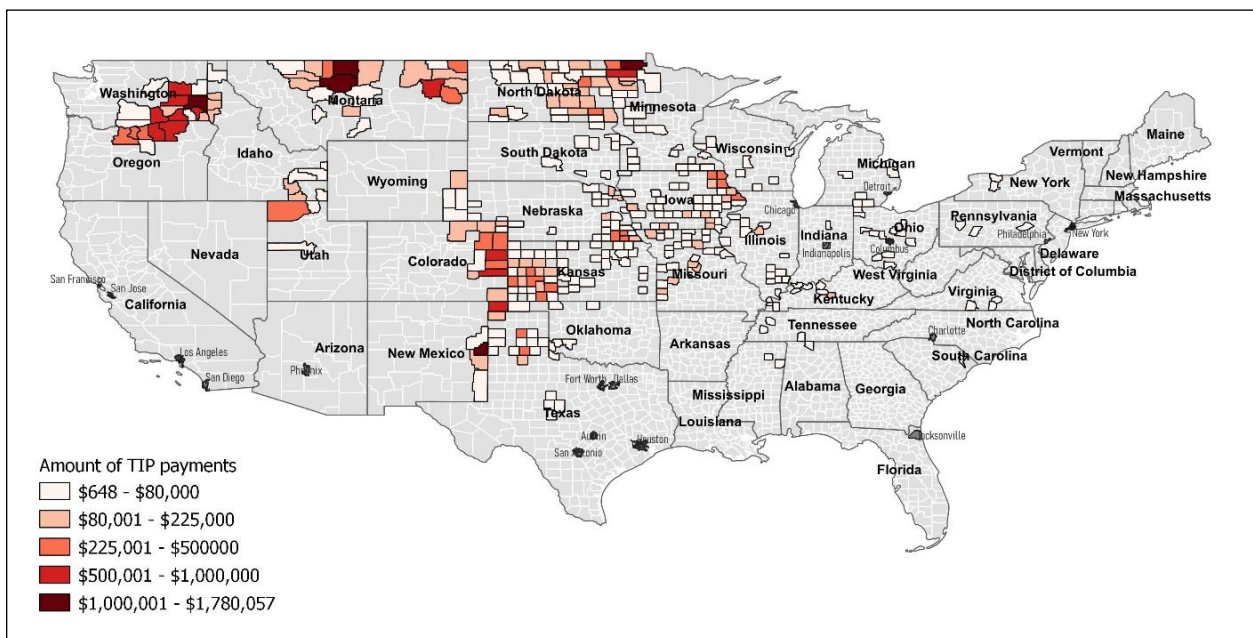 Washington
Montana
North Dakota
Minnesota
Maine
Oregon
Idaho
South Dakota
Wisconsin
Michigan
Vermont
New Hampshire
Wyoming
Detroit
New York
Massachusetts
Nebraska
Iowa
Chicago
Pennsylvania
Nevada
Utah
Colorado
Illinois
Indiana
Indianapolis
Ohio
Columbus
Philadelphia
New York
Delaware
District of Columbia
San Francisco
San Jose
California
Kansas
Missouri
West Virginia
Virginia
Kentucky
Oklahoma
Tennessee
North Carolina
Charlotte
Los Angeles
Arizona
New Mexico
Arkansas
South Carolina
San Diego
Phoenix
Fort Worth
Dallas
Mississippi
Alabama
Georgia
Texas
Louisiana
Austin
Houston
Jacksonville
San Antonio
Florida
Amount of TIP payments
$648 - $80,000
$80,001 - $225,000
$225,001 - $500000
$500,001 - $1,000,000
$1,000,001 - $1,780,057